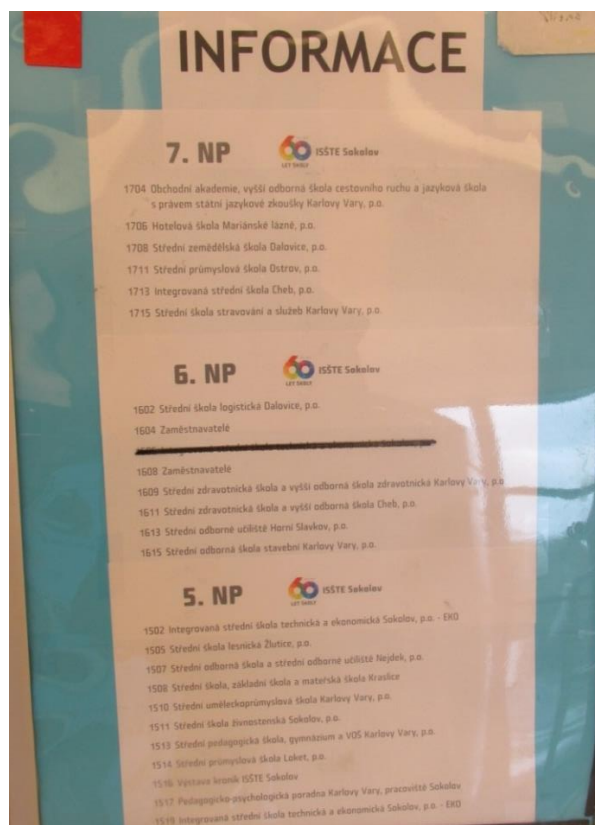 INFORMACE
7. NP
60 LET ŠKOLY
ISŠTE Sokolov
1704 Obchodní akademie, vyšší odborná škola cestovního ruchu a jazyková škola
s právem státní jazykové zkoušky Karlovy Vary, p.o.
1706 Hotelová škola Mariánské lázně, p.o.
1708 Střední zemědělská škola Dalovice, p.o.
1711 Střední průmyslová škola Ostrov, p.o.
1713 Integrovaná střední škola Cheb, p.o.
1715 Střední škola stravování a služeb Karlovy Vary, p.o.
6. NP
60 LET ŠKOLY
ISŠTE Sokolov
1602 Střední škola logistická Dalovice, p.o.
1604 Zaměstnavatelé
1608 Zaměstnavatelé
1609 Střední zdravotnická škola a vyšší odborná škola zdravotnická Karlovy Vary, p.o
1611 Střední zdravotnická škola a vyšší odborná škola Cheb, p.o.
1613 Střední odborné učiliště Horní Slavkov, p.o.
1615 Střední odborná škola stavební Karlovy Vary, p.o.
5. NP
60 LET ŠKOLY
ISŠTE Sokolov
1502 Integrovaná střední škola technická a ekonomická Sokolov, p.o. - EKO
1505 Střední škola lesnická Žlutice, p.o.
1507 Střední odborná škola a střední odborné učiliště Nejdek, p.o.
1508 Střední škola, základní škola a mateřská škola Kraslice
1510 Střední uměleckoprůmyslová škola Karlovy Vary, p.o.
1511 Střední škola živnostenská Sokolov, p.o.
1513 Střední pedagogická škola, gymnázium a VOŠ Karlovy Vary, p.o.
1514 Střední průmyslová škola Loket, p.o.
1516 Výstava kronik ISŠTE Sokolov
1517 Pedagogicko-psychologická poradna Karlovy Vary, pracoviště Sokolov
1519 Integrovaná střední škola technická a ekonomická Sokolov, p.o. - EKO